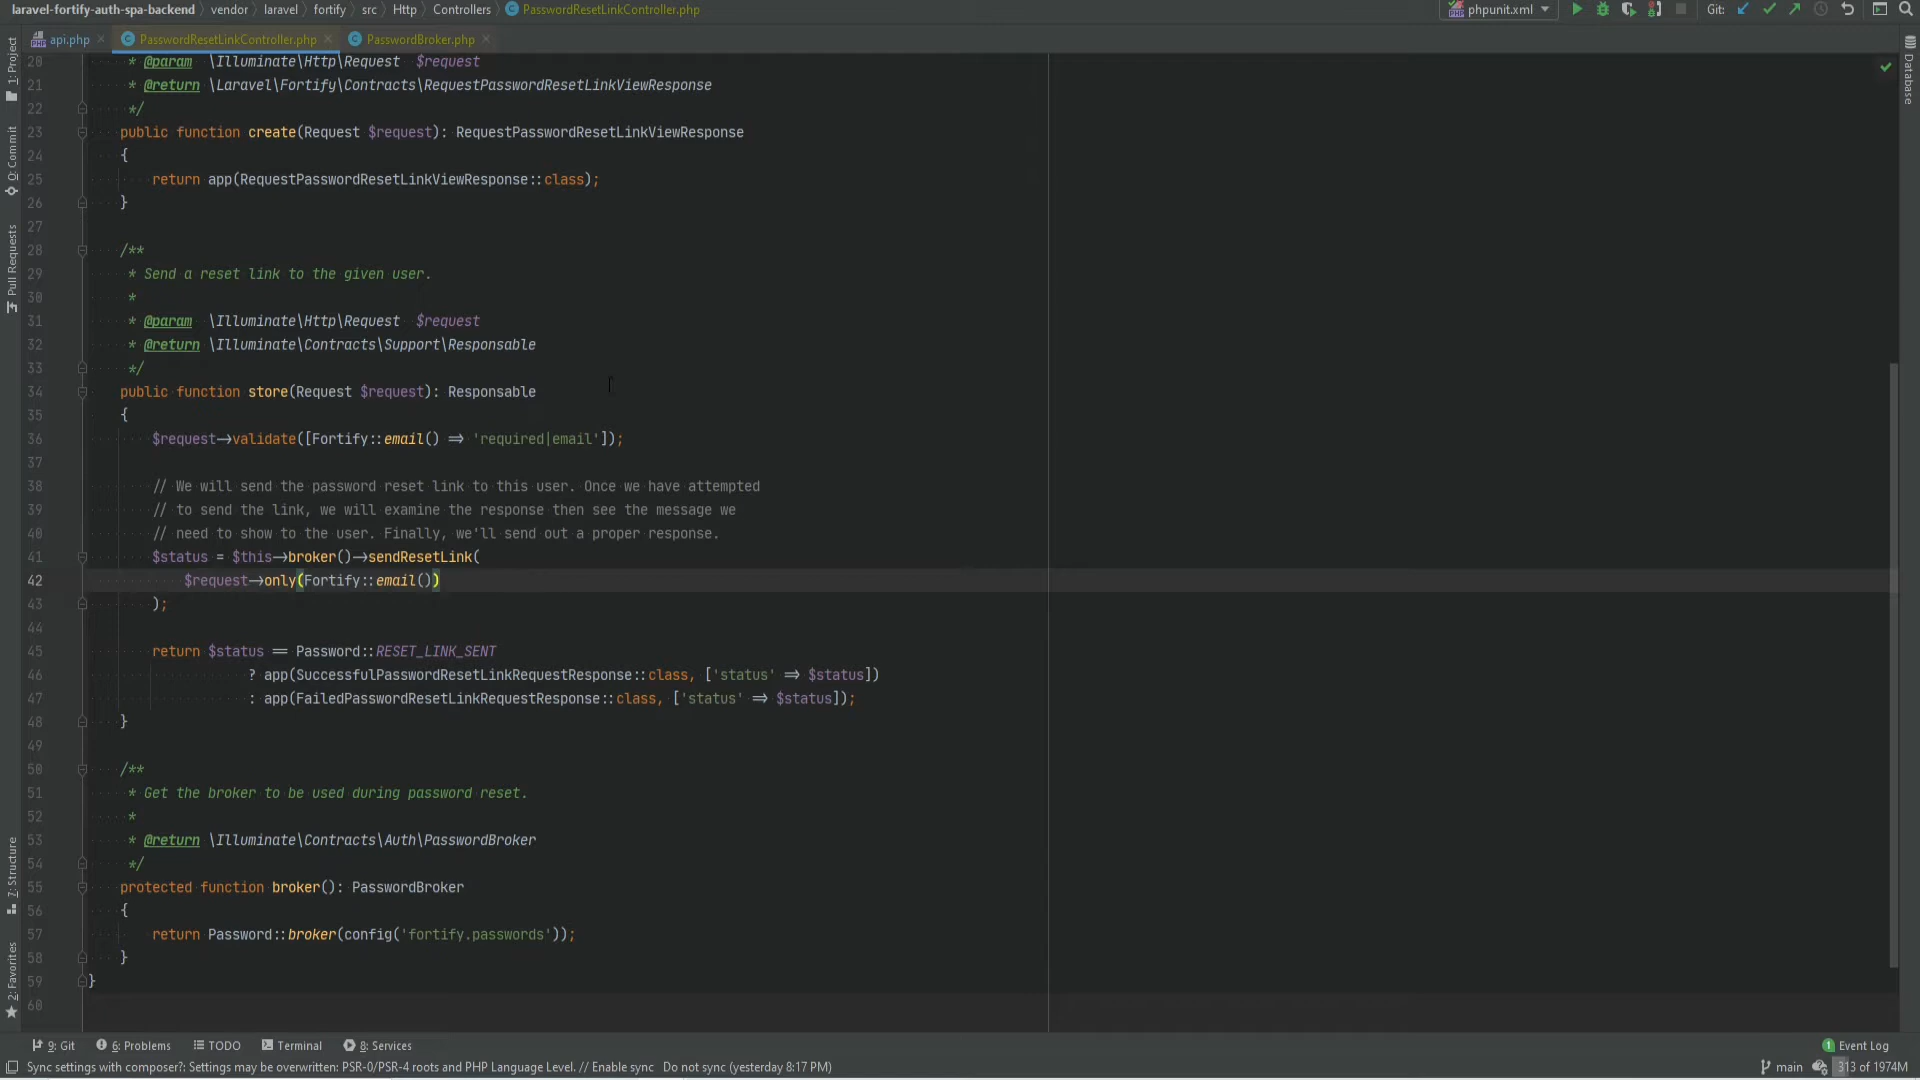 laravel-fortify-auth-spa-backend vendor laravel fortify src Http Controllers PasswordResetLinkController.php phpunit.xml Git:
api.php PasswordResetLinkController.php PasswordBroker.php
1: Project
0: Commit
Pull Requests
7: Structure
2: Favorites
Database
20 * @param \Illuminate\Http\Request $request
21 * @return \Laravel\Fortify\Contracts\RequestPasswordResetLinkViewResponse
22 */
23 public function create(Request $request): RequestPasswordResetLinkViewResponse
24 {
25 return app(RequestPasswordResetLinkViewResponse::class);
26 }
27
28 /**
29 * Send a reset link to the given user.
30 *
31 * @param \Illuminate\Http\Request $request
32 * @return \Illuminate\Contracts\Support\Responsable
33 */
34 public function store(Request $request): Responsable
35 {
36 $request->validate([Fortify::email() => 'required|email']);
37
38 // We will send the password reset link to this user. Once we have attempted
39 // to send the link, we will examine the response then see the message we
40 // need to show to the user. Finally, we'll send out a proper response.
41 $status = $this->broker()->sendResetLink(
42 $request->only(Fortify::email())
43 );
44
45 return $status == Password::RESET_LINK_SENT
46 ? app(SuccessfulPasswordResetLinkRequestResponse::class, ['status' => $status])
47 : app(FailedPasswordResetLinkRequestResponse::class, ['status' => $status]);
48 }
49
50 /**
51 * Get the broker to be used during password reset.
52 *
53 * @return \Illuminate\Contracts\Auth\PasswordBroker
54 */
55 protected function broker(): PasswordBroker
56 {
57 return Password::broker(config('fortify.passwords'));
58 }
59 }
60
9: Git 6: Problems TODO Terminal 8: Services 1 Event Log
Sync settings with composer?: Settings may be overwritten: PSR-0/PSR-4 roots and PHP Language Level. // Enable sync Do not sync (yesterday 8:17 PM) main 313 of 1974M